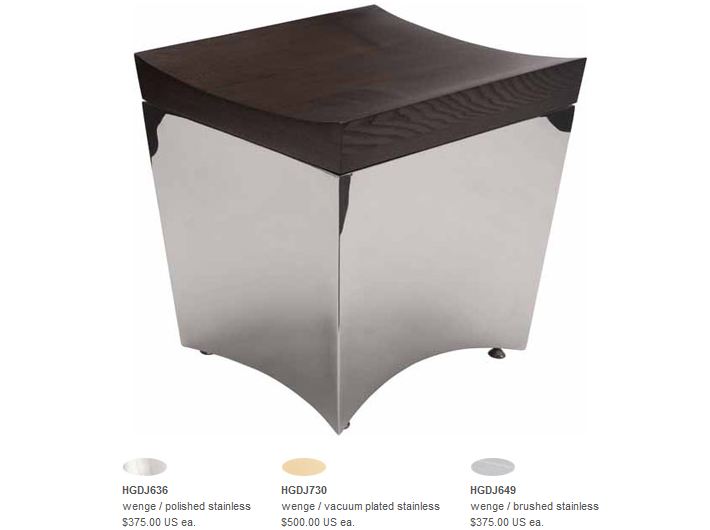 HGDJ636 HGDJ730 HGDJ649
wenge / polished stainless wenge / vacuum plated stainless wenge / brushed stainless
$375.00 US ea. $500.00 US ea. $375.00 US ea.